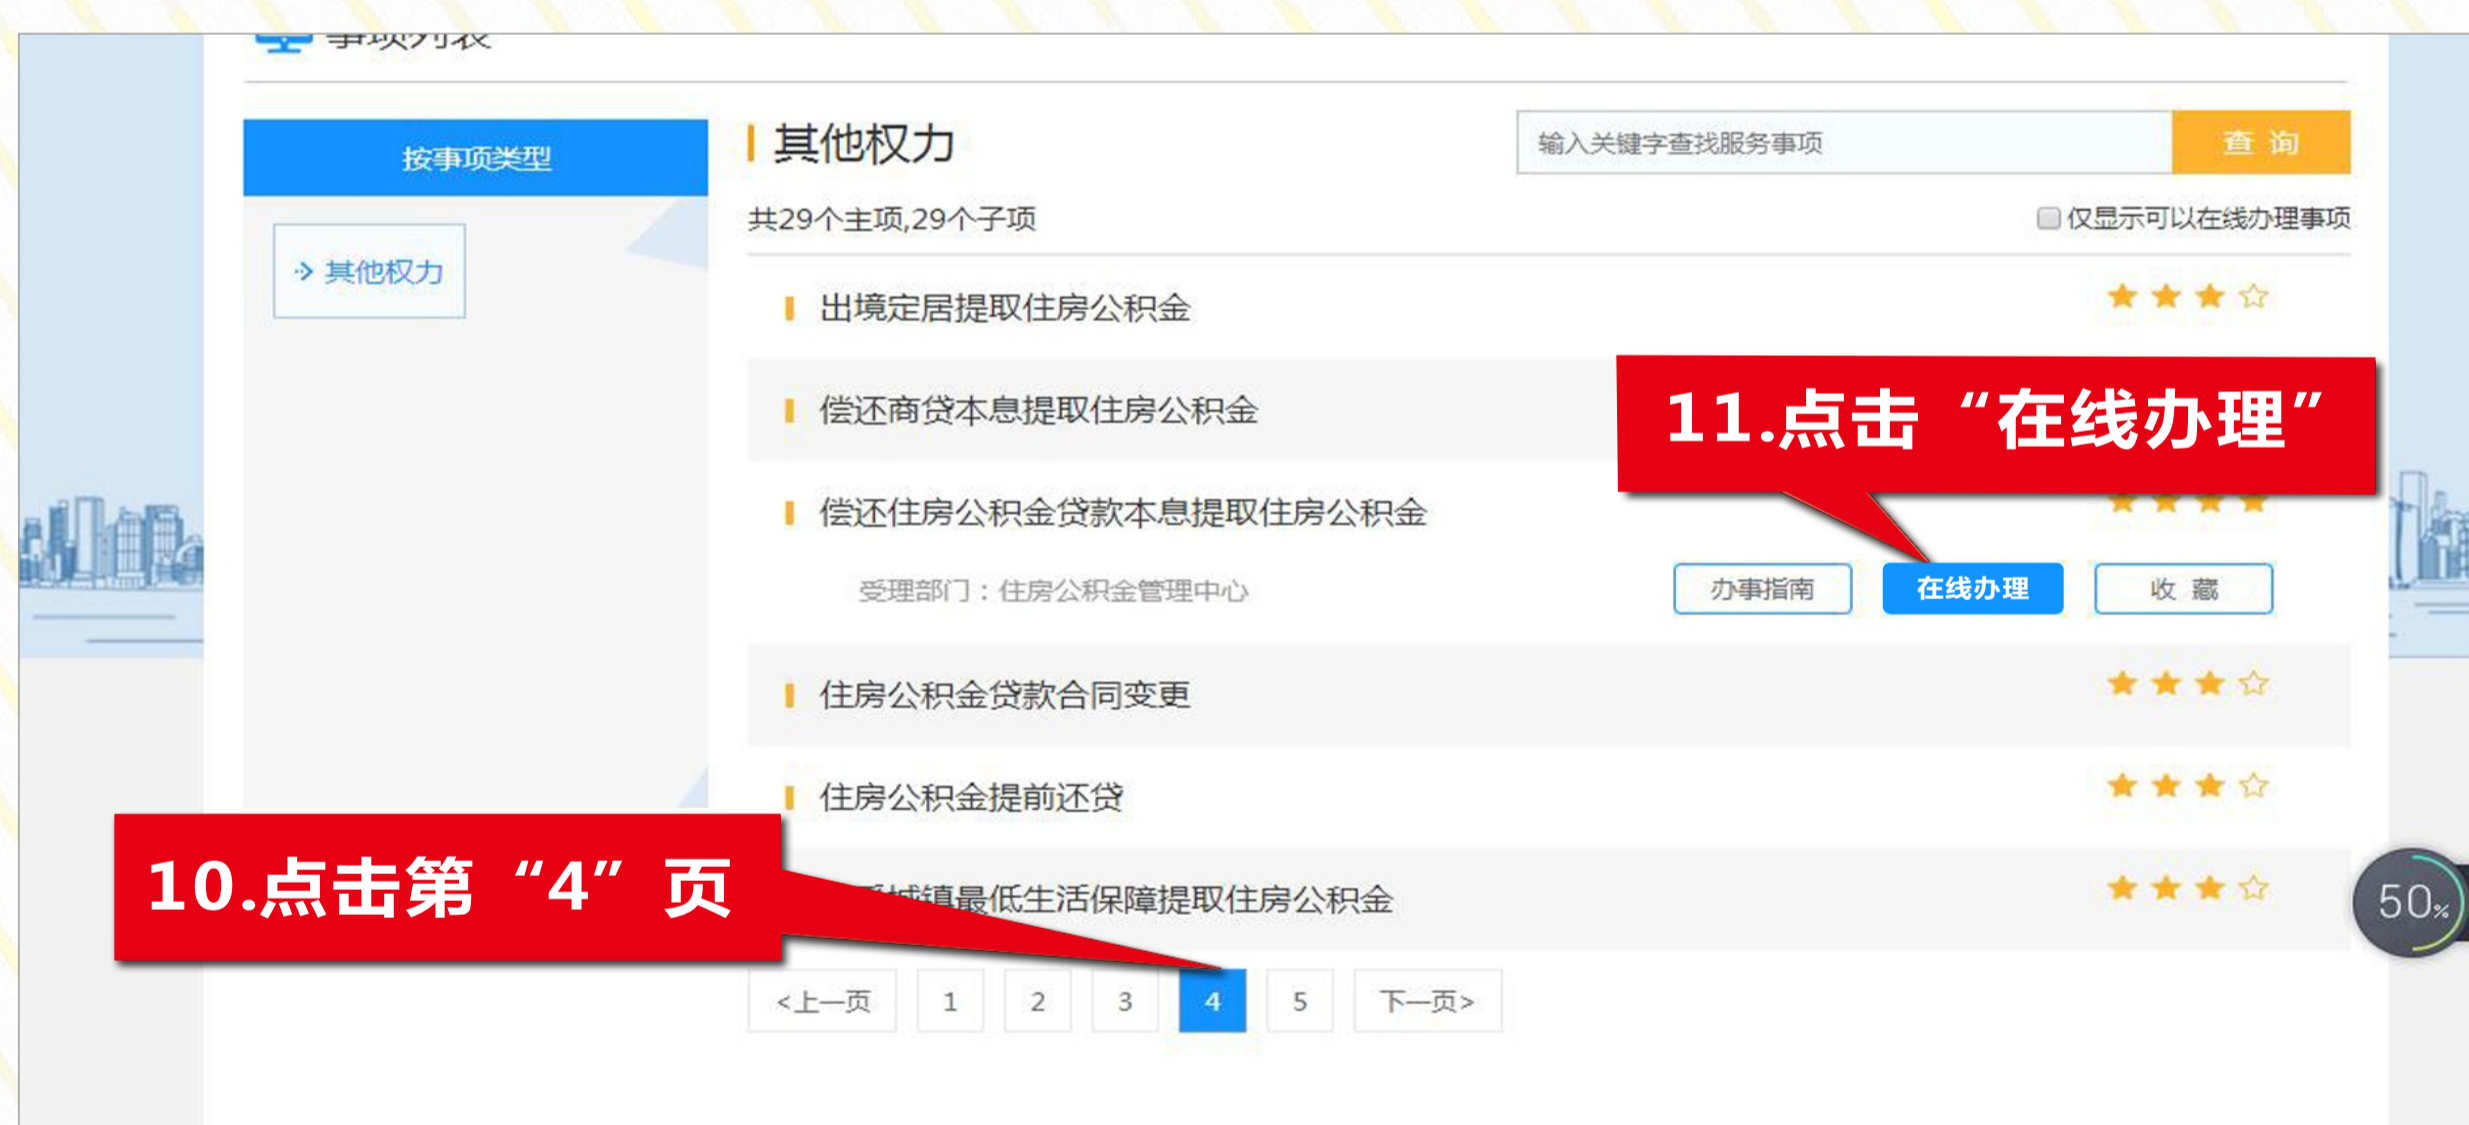 事项列表
按事项类型
其他权力
其他权力
输入关键字查找服务事项
查 询
共29个主项,29个子项
仅显示可以在线办理事项
出境定居提取住房公积金
偿还商贷本息提取住房公积金
11.点击“在线办理”
偿还住房公积金贷款本息提取住房公积金
受理部门：住房公积金管理中心
办事指南
在线办理
收 藏
住房公积金贷款合同变更
住房公积金提前还贷
10.点击第“4”页
城镇最低生活保障提取住房公积金
50%
<上一页
1
2
3
4
5
下一页>